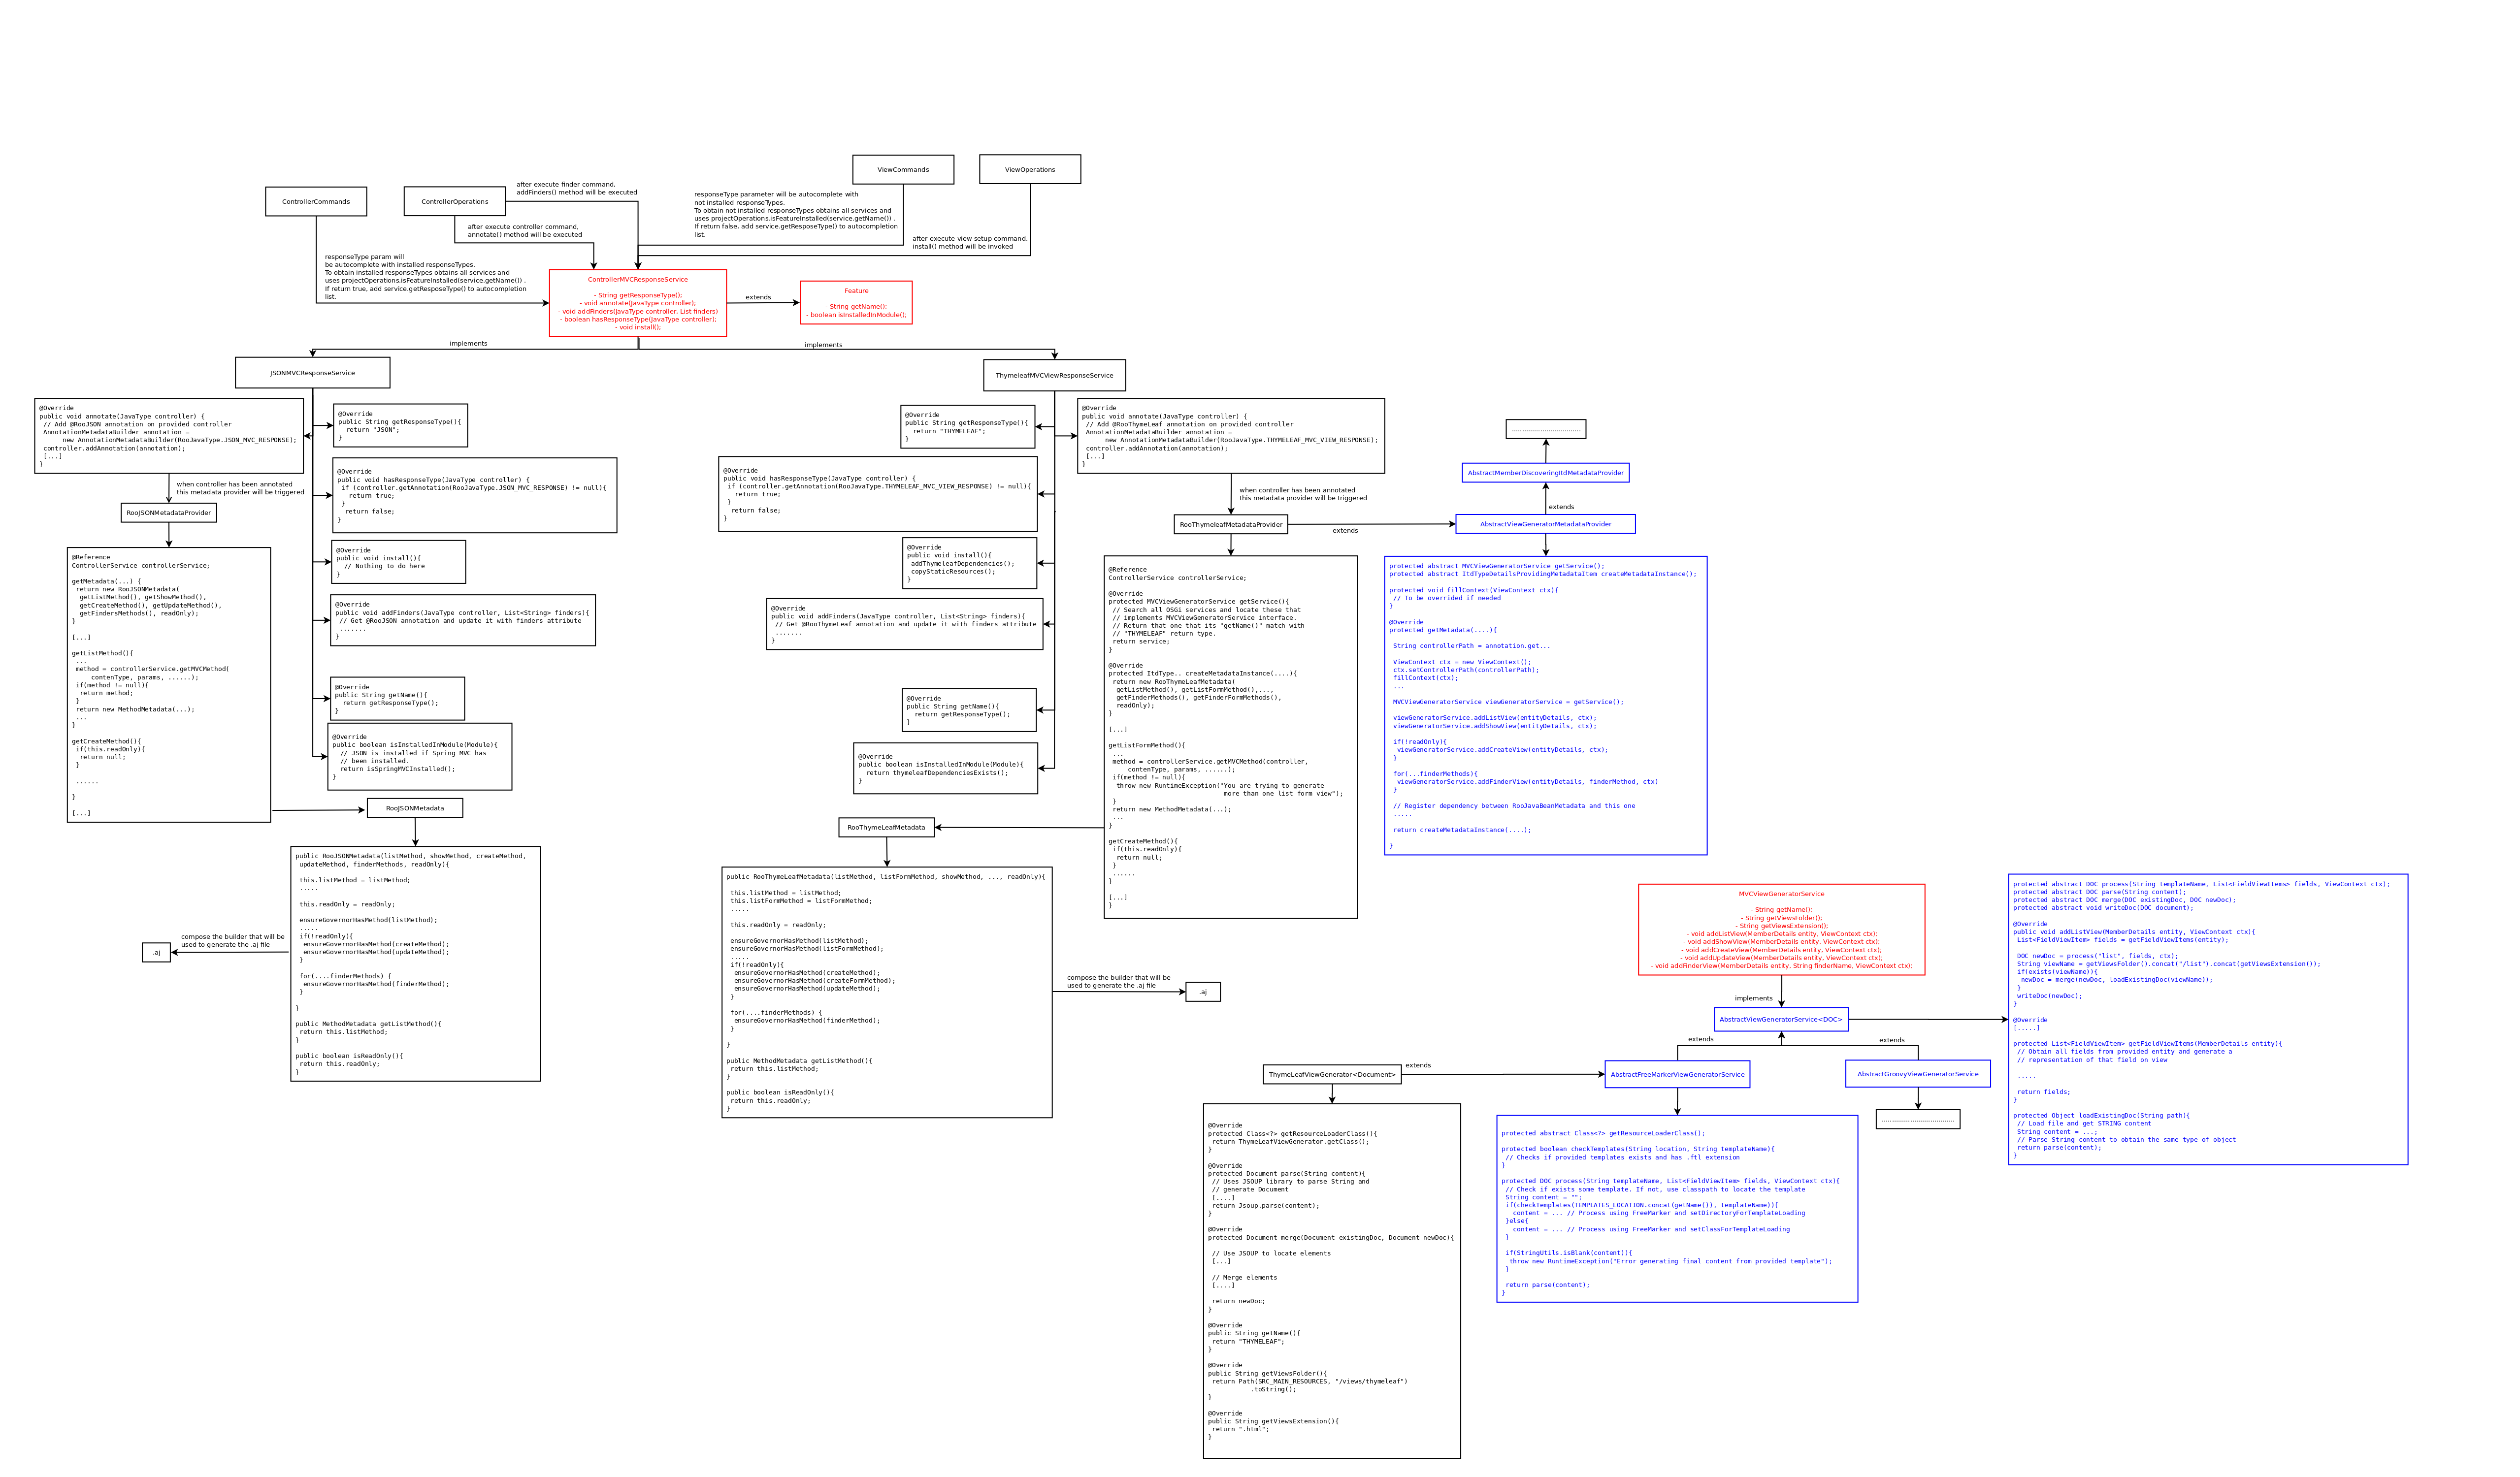 ViewCommands
ViewOperations
ControllerCommands
ControllerOperations
after execute finder command,
addFinders() method will be executed
responseType parameter will be autocomplete with
not installed responseTypes.
To obtain not installed responseTypes obtains all services and
uses projectOperations.isFeatureInstalled(service.getName()) .
If return false, add service.getResposeType() to autocompletion
list.
after execute controller command,
annotate() method will be executed
after execute view setup command,
install() method will be invoked
responseType param will
be autocomplete with installed responseTypes.
To obtain installed responseTypes obtains all services and
uses projectOperations.isFeatureInstalled(service.getName()) .
If return true, add service.getResposeType() to autocompletion
list.
ControllerMVCResponseService
- String getResponseType();
- void annotate(JavaType controller);
- void addFinders(JavaType controller, List finders)
- boolean hasResponseType(JavaType controller);
- void install();
extends
Feature
- String getName();
- boolean isInstalledInModule();
implements
implements
JSONMVCResponseService
ThymeleafMVCViewResponseService
@Override
public void annotate(JavaType controller) {
// Add @RooJSON annotation on provided controller
AnnotationMetadataBuilder annotation =
new AnnotationMetadataBuilder(RooJavaType.JSON_MVC_RESPONSE);
controller.addAnnotation(annotation);
[...]
}
@Override
public String getResponseType(){
return "JSON";
}
@Override
public void hasResponseType(JavaType controller) {
if (controller.getAnnotation(RooJavaType.JSON_MVC_RESPONSE) != null){
return true;
}
return false;
}
when controller has been annotated
this metadata provider will be triggered
RooJSONMetadataProvider
@Override
public void install(){
// Nothing to do here
}
@Override
public void addFinders(JavaType controller, List<String> finders){
// Get @RooJSON annotation and update it with finders attribute
.......
}
@Override
public String getName(){
return getResponseType();
}
@Override
public boolean isInstalledInModule(Module){
// JSON is installed if Spring MVC has
// been installed.
return isSpringMVCInstalled();
}
@Reference
ControllerService controllerService;
getMetadata(...) {
return new RooJSONMetadata(
getListMethod(), getShowMethod(),
getCreateMethod(), getUpdateMethod(),
getFindersMethods(), readOnly);
}
[...]
getListMethod(){
...
method = controllerService.getMVCMethod(
contenType, params, ......);
if(method != null){
return method;
}
return new MethodMetadata(...);
...
}
getCreateMethod(){
if(this.readOnly){
return null;
}
......
}
[...]
RooJSONMetadata
public RooJSONMetadata(listMethod, showMethod, createMethod,
updateMethod, finderMethods, readOnly){
this.listMethod = listMethod;
.....
this.readOnly = readOnly;
ensureGovernorHasMethod(listMethod);
.....
if(!readOnly){
ensureGovernorHasMethod(createMethod);
ensureGovernorHasMethod(updateMethod);
}
for(....finderMethods) {
ensureGovernorHasMethod(finderMethod);
}
}
public MethodMetadata getListMethod(){
return this.listMethod;
}
public boolean isReadOnly(){
return this.readOnly;
}
compose the builder that will be
used to generate the .aj file
.aj
@Override
public String getResponseType(){
return "THYMELEAF";
}
@Override
public void hasResponseType(JavaType controller) {
if (controller.getAnnotation(RooJavaType.THYMELEAF_MVC_VIEW_RESPONSE) != null){
return true;
}
return false;
}
@Override
public void install(){
addThymeleafDependencies();
copyStaticResources();
}
@Override
public void addFinders(JavaType controller, List<String> finders){
// Get @RooThymeLeaf annotation and update it with finders attribute
.......
}
@Override
public String getName(){
return getResponseType();
}
@Override
public boolean isInstalledInModule(Module){
return thymeleafDependenciesExists();
}
@Override
public void annotate(JavaType controller) {
// Add @RooThymeLeaf annotation on provided controller
AnnotationMetadataBuilder annotation =
new AnnotationMetadataBuilder(RooJavaType.THYMELEAF_MVC_VIEW_RESPONSE);
controller.addAnnotation(annotation);
[...]
}
when controller has been annotated
this metadata provider will be triggered
RooThymeleafMetadataProvider
extends
@Reference
ControllerService controllerService;
@Override
protected MVCViewGeneratorService getService(){
// Search all OSGi services and locate these that
// implements MVCViewGeneratorService interface.
// Return that one that its "getName()" match with
// "THYMELEAF" return type.
return service;
}
@Override
protected ItdType.. createMetadataInstance(....){
return new RooThymeLeafMetadata(
getListMethod(), getListFormMethod(),...,
getFinderMethods(), getFinderFormMethods(),
readOnly);
}
[...]
getListFormMethod(){
...
method = controllerService.getMVCMethod(controller,
contenType, params, ......);
if(method != null){
throw new RuntimeException("You are trying to generate
more than one list form view");
}
return new MethodMetadata(...);
...
}
getCreateMethod(){
if(this.readOnly){
return null;
}
......
}
[...]
}
RooThymeLeafMetadata
public RooThymeLeafMetadata(listMethod, listFormMethod, showMethod, ..., readOnly){
this.listMethod = listMethod;
this.listFormMethod = listFormMethod;
.....
this.readOnly = readOnly;
ensureGovernorHasMethod(listMethod);
ensureGovernorHasMethod(listFormMethod);
.....
if(!readOnly){
ensureGovernorHasMethod(createMethod);
ensureGovernorHasMethod(createFormMethod);
ensureGovernorHasMethod(updateMethod);
}
for(....finderMethods) {
ensureGovernorHasMethod(finderMethod);
}
}
public MethodMetadata getListMethod(){
return this.listMethod;
}
public boolean isReadOnly(){
return this.readOnly;
}
compose the builder that will be
used to generate the .aj file
.aj
...................................
AbstractMemberDiscoveringItdMetadataProvider
extends
AbstractViewGeneratorMetadataProvider
protected abstract MVCViewGeneratorService getService();
protected abstract ItdTypeDetailsProvidingMetadataItem createMetadataInstance();
protected void fillContext(ViewContext ctx){
// To be overrided if needed
}
@Override
protected getMetadata(....){
String controllerPath = annotation.get...
ViewContext ctx = new ViewContext();
ctx.setControllerPath(controllerPath);
fillContext(ctx);
...
MVCViewGeneratorService viewGeneratorService = getService();
viewGeneratorService.addListView(entityDetails, ctx);
viewGeneratorService.addShowView(entityDetails, ctx);
if(!readOnly){
viewGeneratorService.addCreateView(entityDetails, ctx);
}
for(...finderMethods){
viewGeneratorService.addFinderView(entityDetails, finderMethod, ctx)
}
// Register dependency between RooJavaBeanMetadata and this one
.....
return createMetadataInstance(....);
}
MVCViewGeneratorService
- String getName();
- String getViewsFolder();
- String getViewsExtension();
- void addListView(MemberDetails entity, ViewContext ctx);
- void addShowView(MemberDetails entity, ViewContext ctx);
- void addCreateView(MemberDetails entity, ViewContext ctx);
- void addUpdateView(MemberDetails entity, ViewContext ctx);
- void addFinderView(MemberDetails entity, String finderName, ViewContext ctx);
implements
AbstractViewGeneratorService<DOC>
extends
extends
AbstractFreeMarkerViewGeneratorService
AbstractGroovyViewGeneratorService
.....................................
protected abstract DOC process(String templateName, List<FieldViewItems> fields, ViewContext ctx);
protected abstract DOC parse(String content);
protected abstract DOC merge(DOC existingDoc, DOC newDoc);
protected abstract void writeDoc(DOC document);
@Override
public void addListView(MemberDetails entity, ViewContext ctx){
List<FieldViewItem> fields = getFieldViewItems(entity);
DOC newDoc = process("list", fields, ctx);
String viewName = getViewsFolder().concat("/list").concat(getViewsExtension());
if(exists(viewName)){
newDoc = merge(newDoc, loadExistingDoc(viewName));
}
writeDoc(newDoc);
}
@Override
[.....]
protected List<FieldViewItem> getFieldViewItems(MemberDetails entity){
// Obtain all fields from provided entity and generate a
// representation of that field on view
.....
return fields;
}
protected Object loadExistingDoc(String path){
// Load file and get STRING content
String content = ...;
// Parse String content to obtain the same type of object
return parse(content);
}
ThymeLeafViewGenerator<Document>
extends
@Override
protected Class<?> getResourceLoaderClass(){
return ThymeLeafViewGenerator.getClass();
}
@Override
protected Document parse(String content){
// Uses JSOUP library to parse String and
// generate Document
[....]
return Jsoup.parse(content);
}
@Override
protected Document merge(Document existingDoc, Document newDoc){
// Use JSOUP to locate elements
[...]
// Merge elements
[....]
return newDoc;
}
@Override
public String getName(){
return "THYMELEAF";
}
@Override
public String getViewsFolder(){
return Path(SRC_MAIN_RESOURCES, "/views/thymeleaf")
.toString();
}
@Override
public String getViewsExtension(){
return ".html";
}
protected abstract Class<?> getResourceLoaderClass();
protected boolean checkTemplates(String location, String templateName){
// Checks if provided templates exists and has .ftl extension
}
protected DOC process(String templateName, List<FieldViewItem> fields, ViewContext ctx){
// Check if exists some template. If not, use classpath to locate the template
String content = "";
if(checkTemplates(TEMPLATES_LOCATION.concat(getName()), templateName)){
content = ... // Process using FreeMarker and setDirectoryForTemplateLoading
}else{
content = ... // Process using FreeMarker and setClassForTemplateLoading
}
if(StringUtils.isBlank(content)){
throw new RuntimeException("Error generating final content from provided template");
}
return parse(content);
}